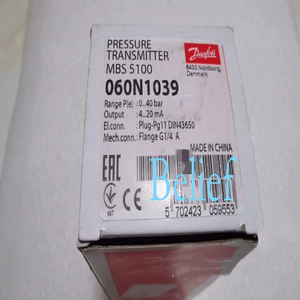 PRESSURE
TRANSMITTER
MBS 5100
060N1039
Danfoss
6430 Nordborg,
Denmark
Range P(e) : 0..40 bar
Output : 4...20 mA
El.conn. : Plug-Pg11 DIN43650
Mech.conn.: Flange G1/4 A
MADE IN CHINA
EAC
Belief
5 702423 059553